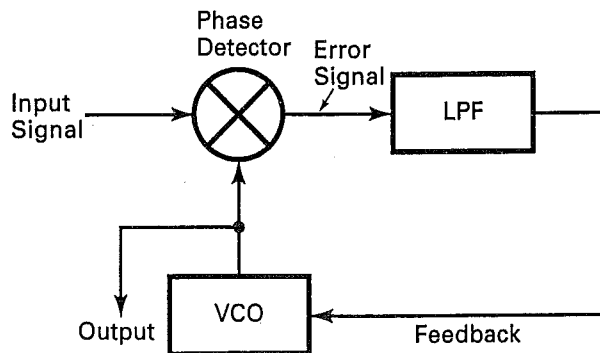 Phase
Detector
Error
Signal
Input
Signal
LPF
Output
VCO
Feedback